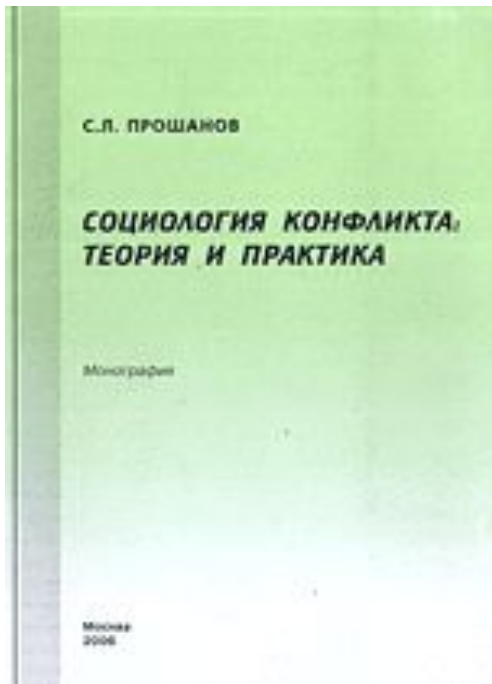 С.Л. ПРОШАНОВ
СОЦИОЛОГИЯ КОНФЛИКТА:
ТЕОРИЯ И ПРАКТИКА
Монография
Москва
2006